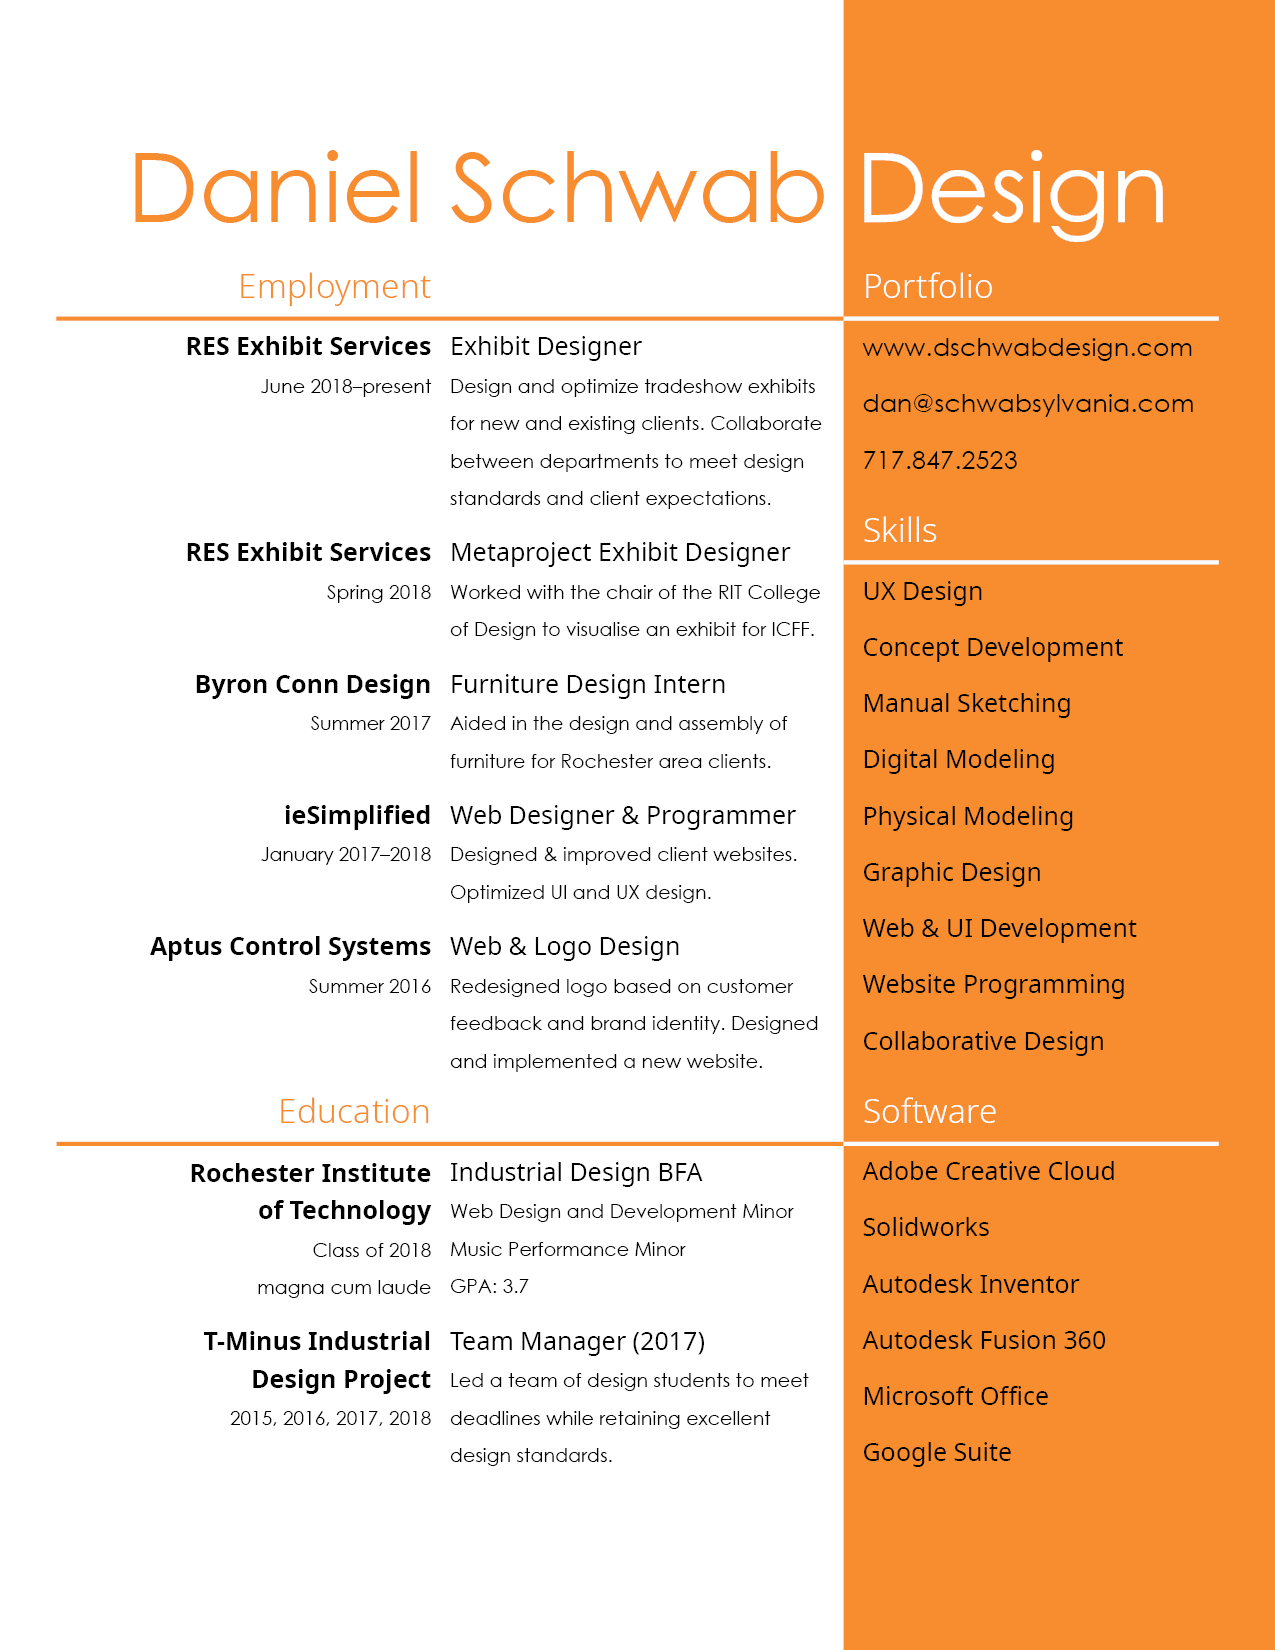 Daniel Schwab Design
Employment
RES Exhibit Services
June 2018–present
Exhibit Designer
Design and optimize tradeshow exhibits
for new and existing clients. Collaborate
between departments to meet design
standards and client expectations.
RES Exhibit Services
Spring 2018
Metaproject Exhibit Designer
Worked with the chair of the RIT College
of Design to visualise an exhibit for ICFF.
Byron Conn Design
Summer 2017
Furniture Design Intern
Aided in the design and assembly of
furniture for Rochester area clients.
ieSimplified
January 2017–2018
Web Designer & Programmer
Designed & improved client websites.
Optimized UI and UX design.
Aptus Control Systems
Summer 2016
Web & Logo Design
Redesigned logo based on customer
feedback and brand identity. Designed
and implemented a new website.
Education
Rochester Institute
of Technology
Class of 2018
magna cum laude
Industrial Design BFA
Web Design and Development Minor
Music Performance Minor
GPA: 3.7
T-Minus Industrial
Design Project
2015, 2016, 2017, 2018
Team Manager (2017)
Led a team of design students to meet
deadlines while retaining excellent
design standards.
Portfolio
www.dschwabdesign.com
dan@schwabsylvania.com
717.847.2523
Skills
UX Design
Concept Development
Manual Sketching
Digital Modeling
Physical Modeling
Graphic Design
Web & UI Development
Website Programming
Collaborative Design
Software
Adobe Creative Cloud
Solidworks
Autodesk Inventor
Autodesk Fusion 360
Microsoft Office
Google Suite